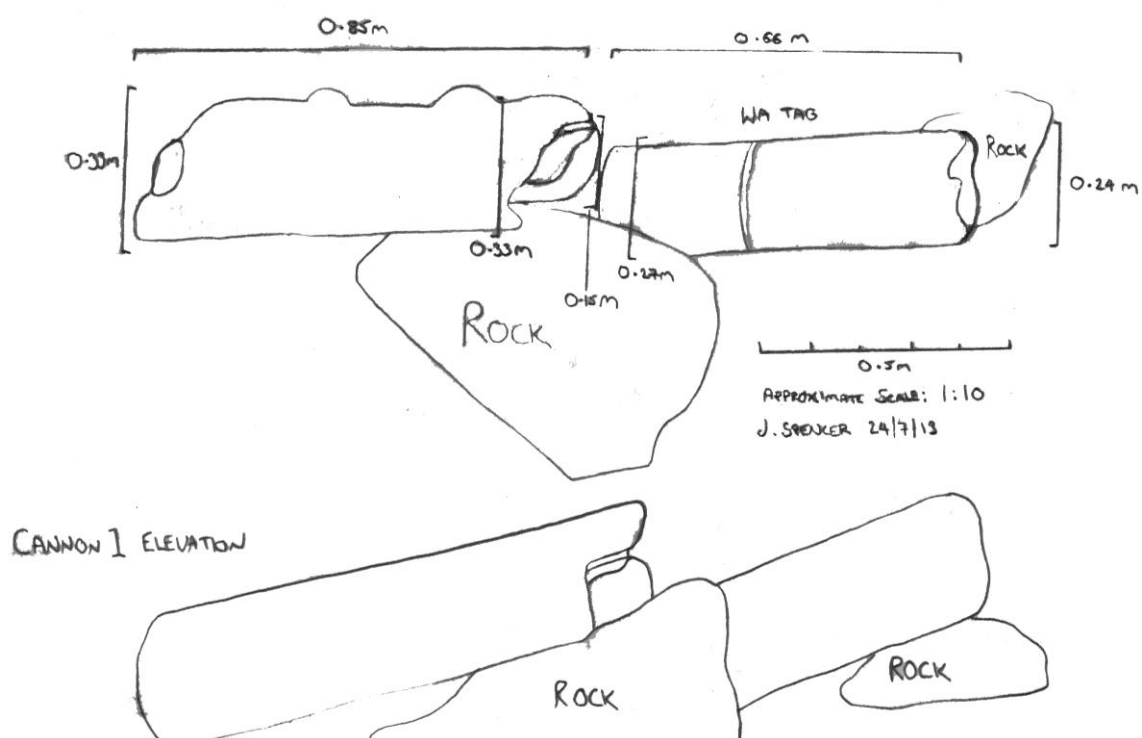 0.85m
0.66 m
WA TAG
ROCK
0.33m
0.24 m
0.33m
0.27m
0.15m
ROCK
0.5m
APPROXIMATE SCALE: 1:10
J. SPENCER 24/7/13
CANNON 1 ELEVATION
ROCK
ROCK